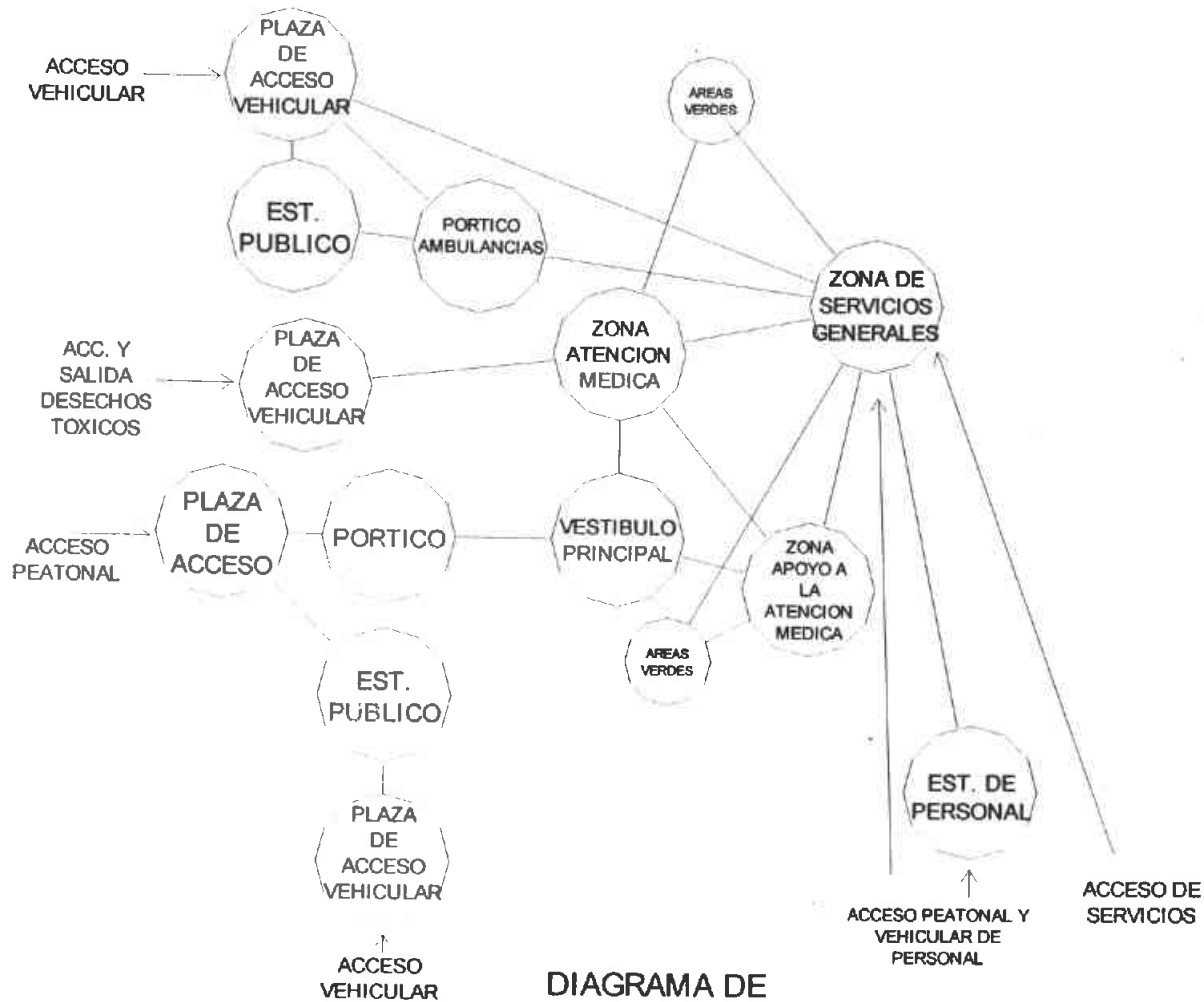 ACCESO
VEHICULAR
PLAZA
DE
ACCESO
VEHICULAR
AREAS
VERDES
EST.
PUBLICO
PORTICO
AMBULANCIAS
ZONA DE
SERVICIOS
GENERALES
ACC. Y
SALIDA
DESECHOS
TOXICOS
PLAZA
DE
ACCESO
VEHICULAR
ZONA
ATENCION
MEDICA
ACCESO
PEATONAL
PLAZA
DE
ACCESO
PORTICO
VESTIBULO
PRINCIPAL
ZONA
APOYO A
LA
ATENCION
MEDICA
AREAS
VERDES
EST.
PUBLICO
PLAZA
DE
ACCESO
VEHICULAR
EST. DE
PERSONAL
ACCESO
VEHICULAR
ACCESO PEATONAL Y
VEHICULAR DE
PERSONAL
ACCESO DE
SERVICIOS
DIAGRAMA DE